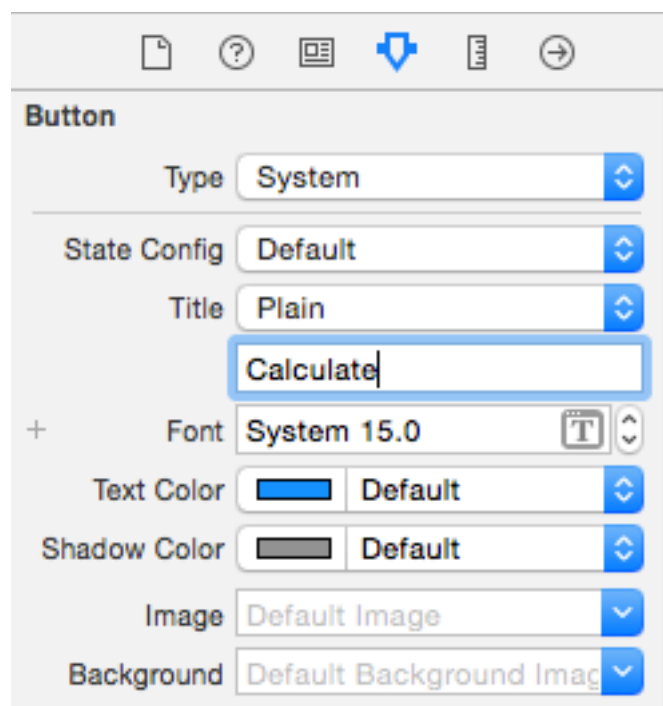 Button
Type System
State Config Default
Title Plain
Calculate
+ Font System 15.0 T
Text Color Default
Shadow Color Default
Image Default Image
Background Default Background Imag